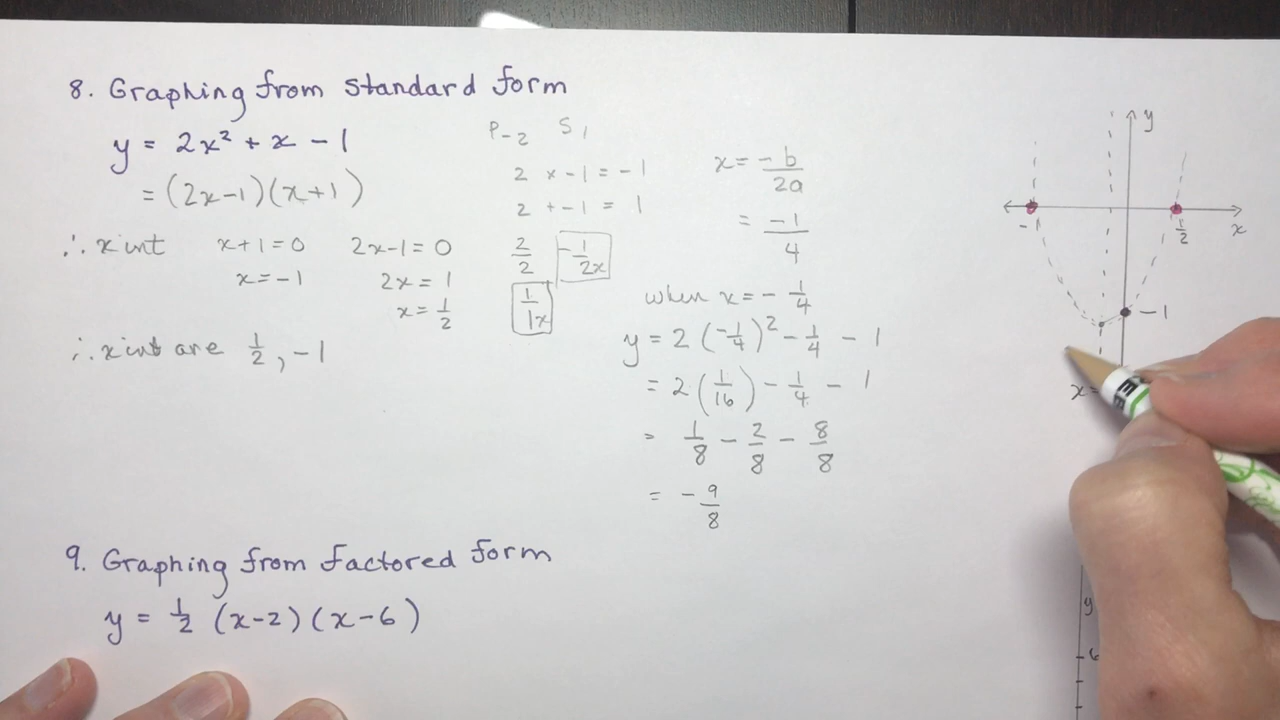 8. Graphing from Standard form
y = 2x² + x - 1
= (2x-1)(x+1)
∴ x int x+1=0 2x-1=0
x=-1 2x=1
x=1/2
∴ x int are 1/2, -1
P -2 S 1
2 x -1 = -1
2 + -1 = 1
2/2 -1/2x
1/1x
x = -b/2a
= -1/4
when x = -1/4
y = 2(-1/4)² - 1/4 - 1
= 2(1/16) - 1/4 - 1
= 1/8 - 2/8 - 8/8
= -9/8
y
-1 1/2 x
-1
x=
EE
y
6
9. Graphing from factored form
y = 1/2 (x-2)(x-6)